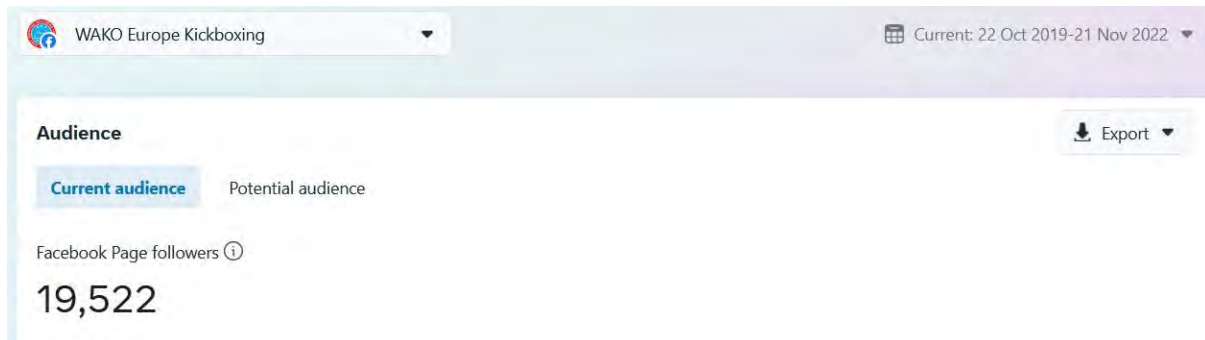 WAKO Europe Kickboxing
Current: 22 Oct 2019-21 Nov 2022
Audience
Export
Current audience
Potential audience
Facebook Page followers
19,522